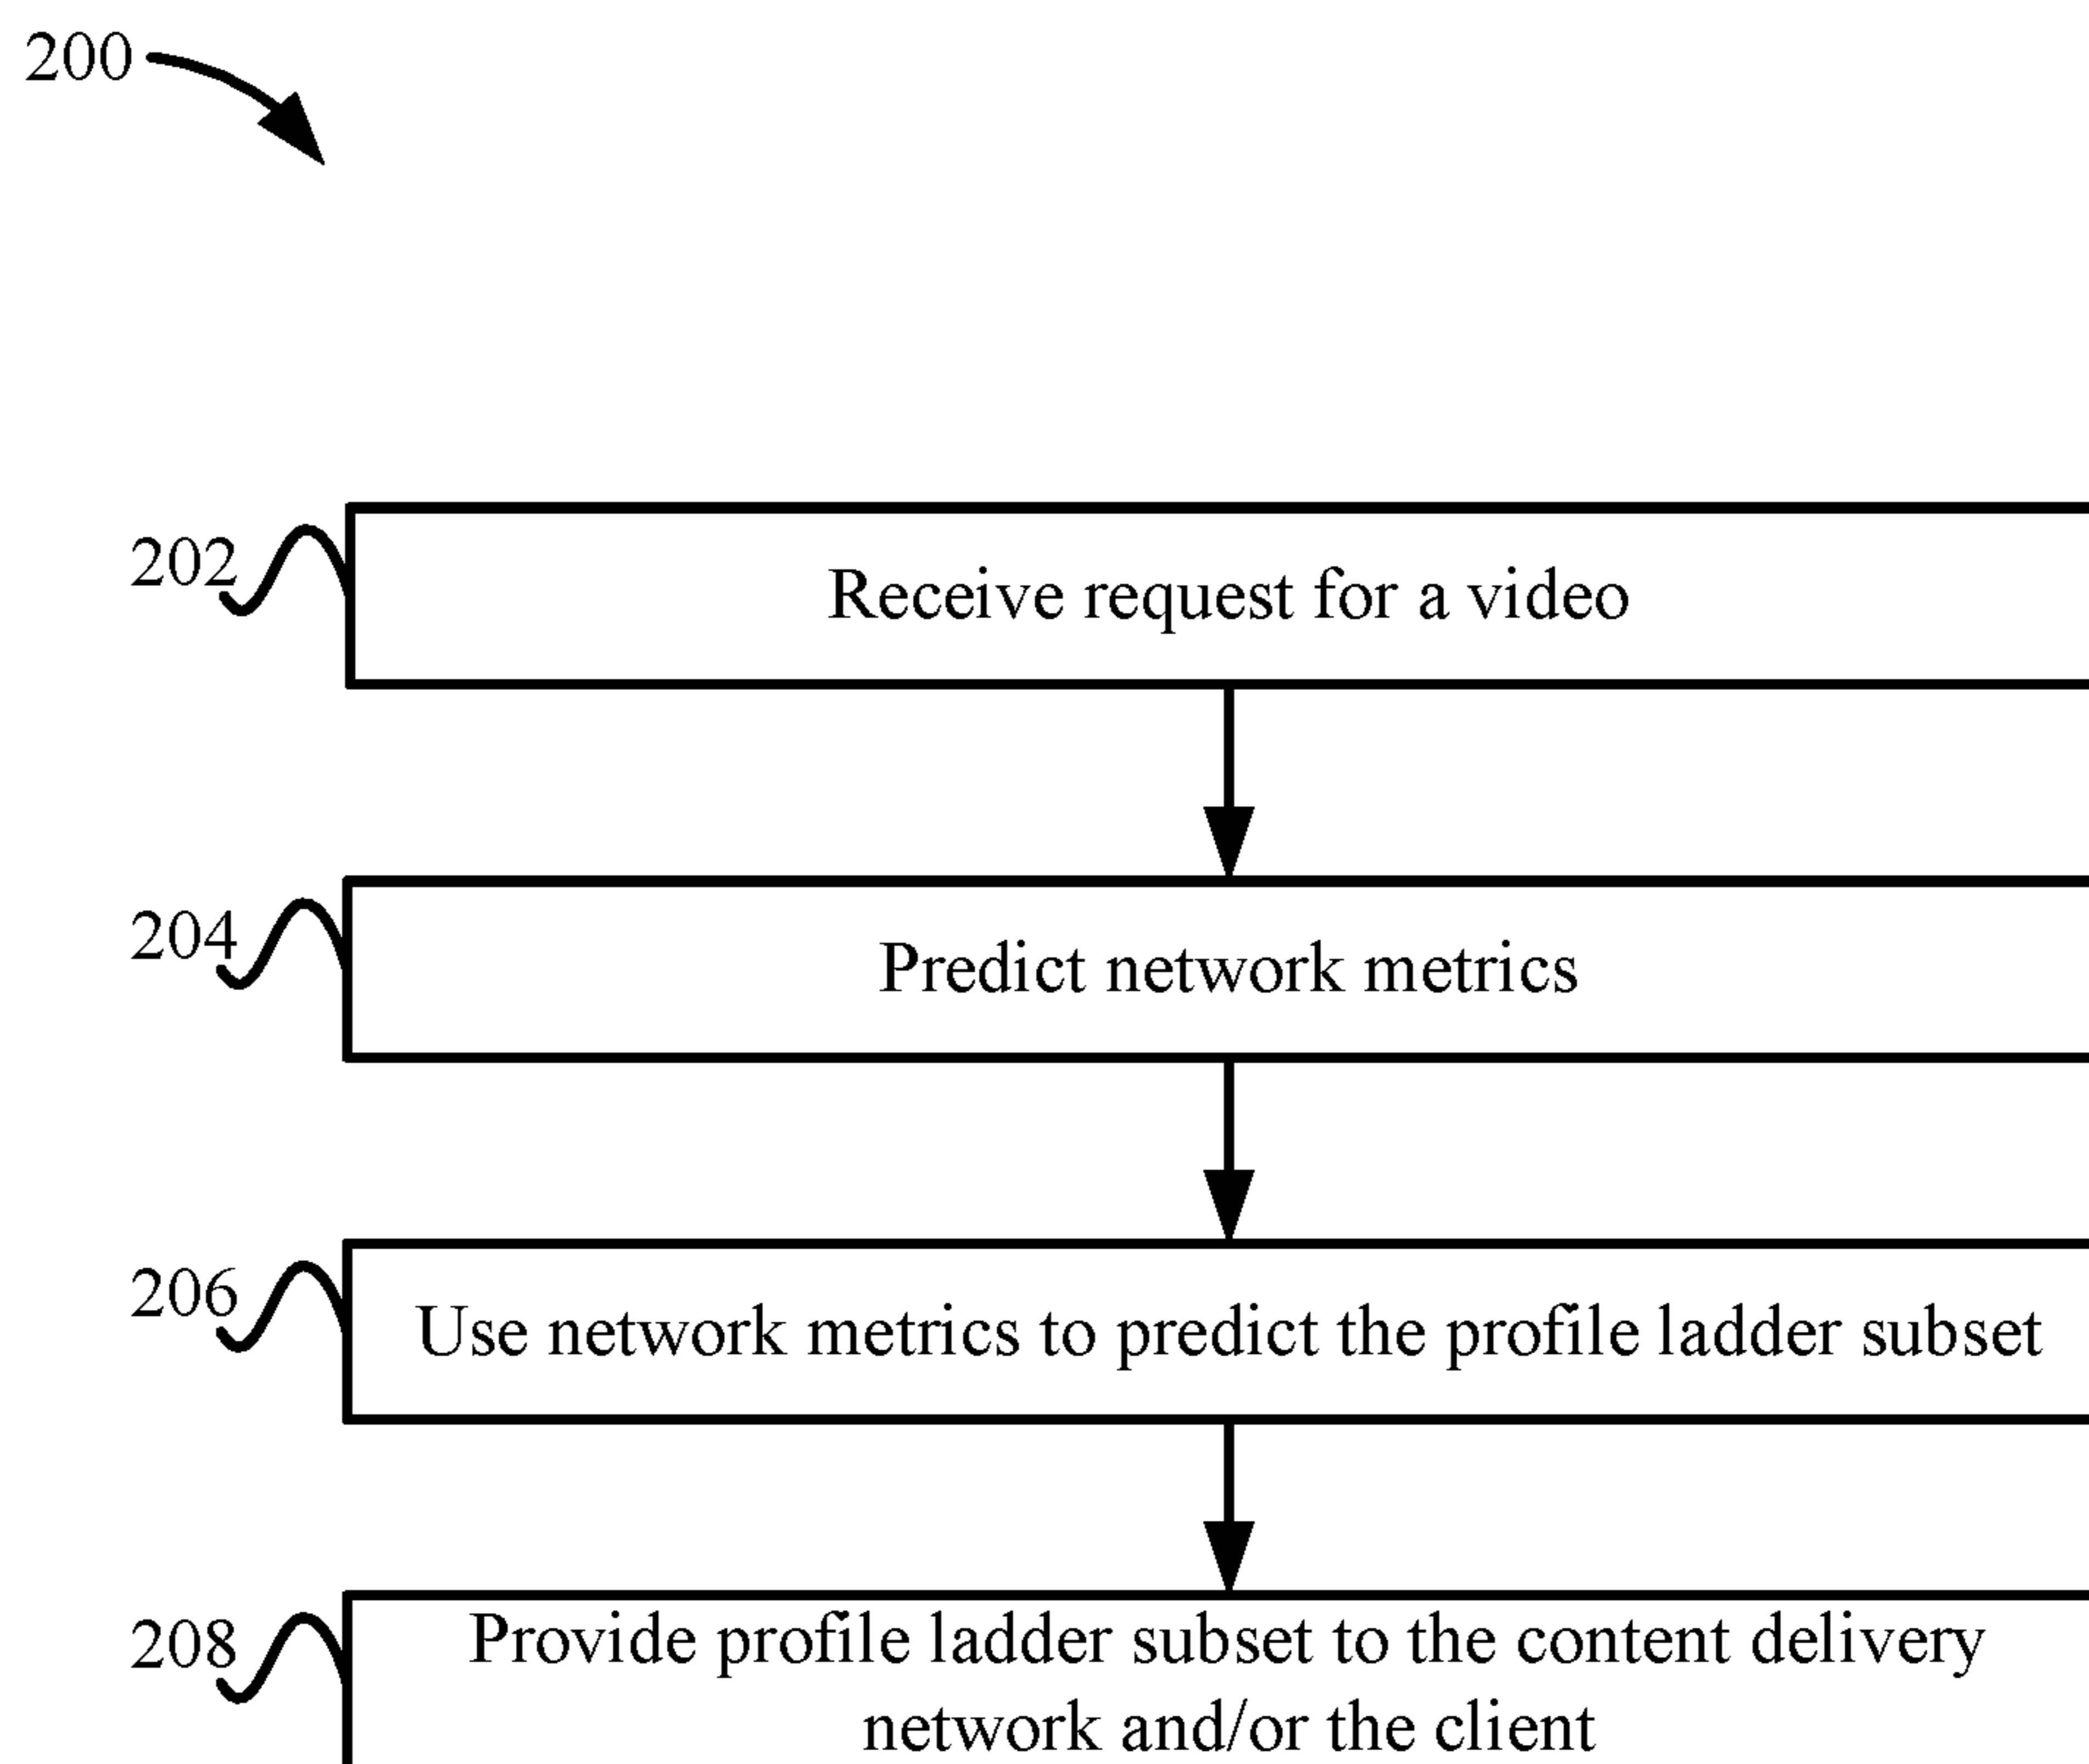 200
202
Receive request for a video
204
Predict network metrics
206
Use network metrics to predict the profile ladder subset
208
Provide profile ladder subset to the content delivery
network and/or the client